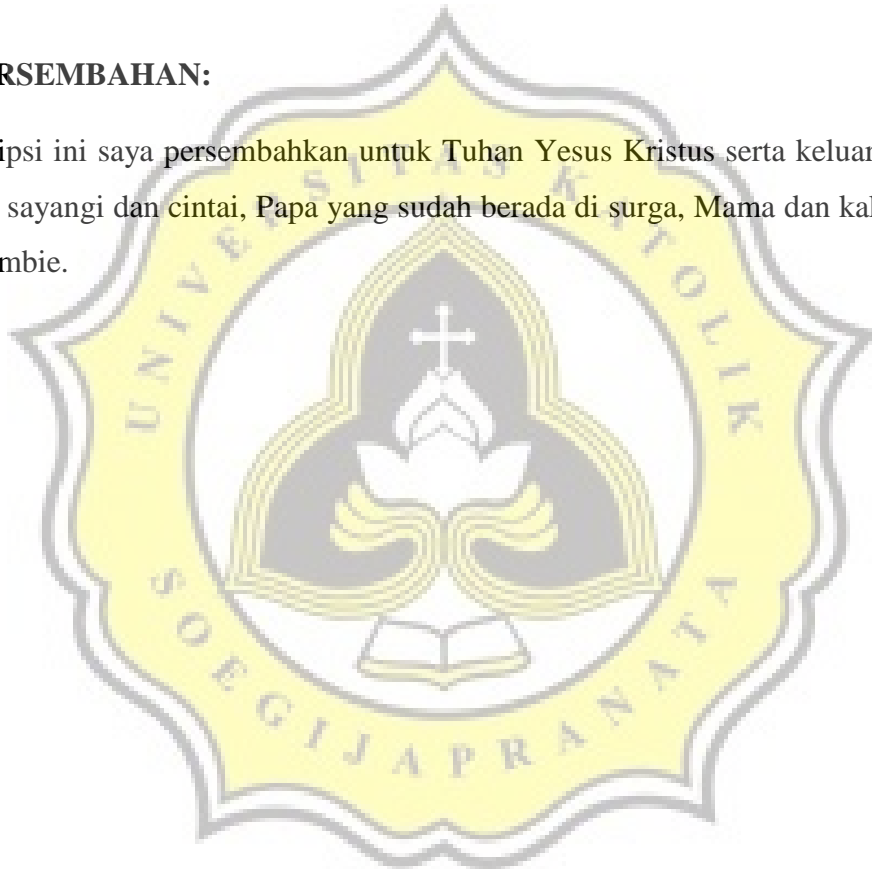 RSEMBAHAN:
ipsi ini saya persembahkan untuk Tuhan Yesus Kristus serta keluar
sayangi dan cintai, Papa yang sudah berada di surga, Mama dan kal
mbie.
UNIVERSITAS KATOLIK
SOEGIJAPRANATA